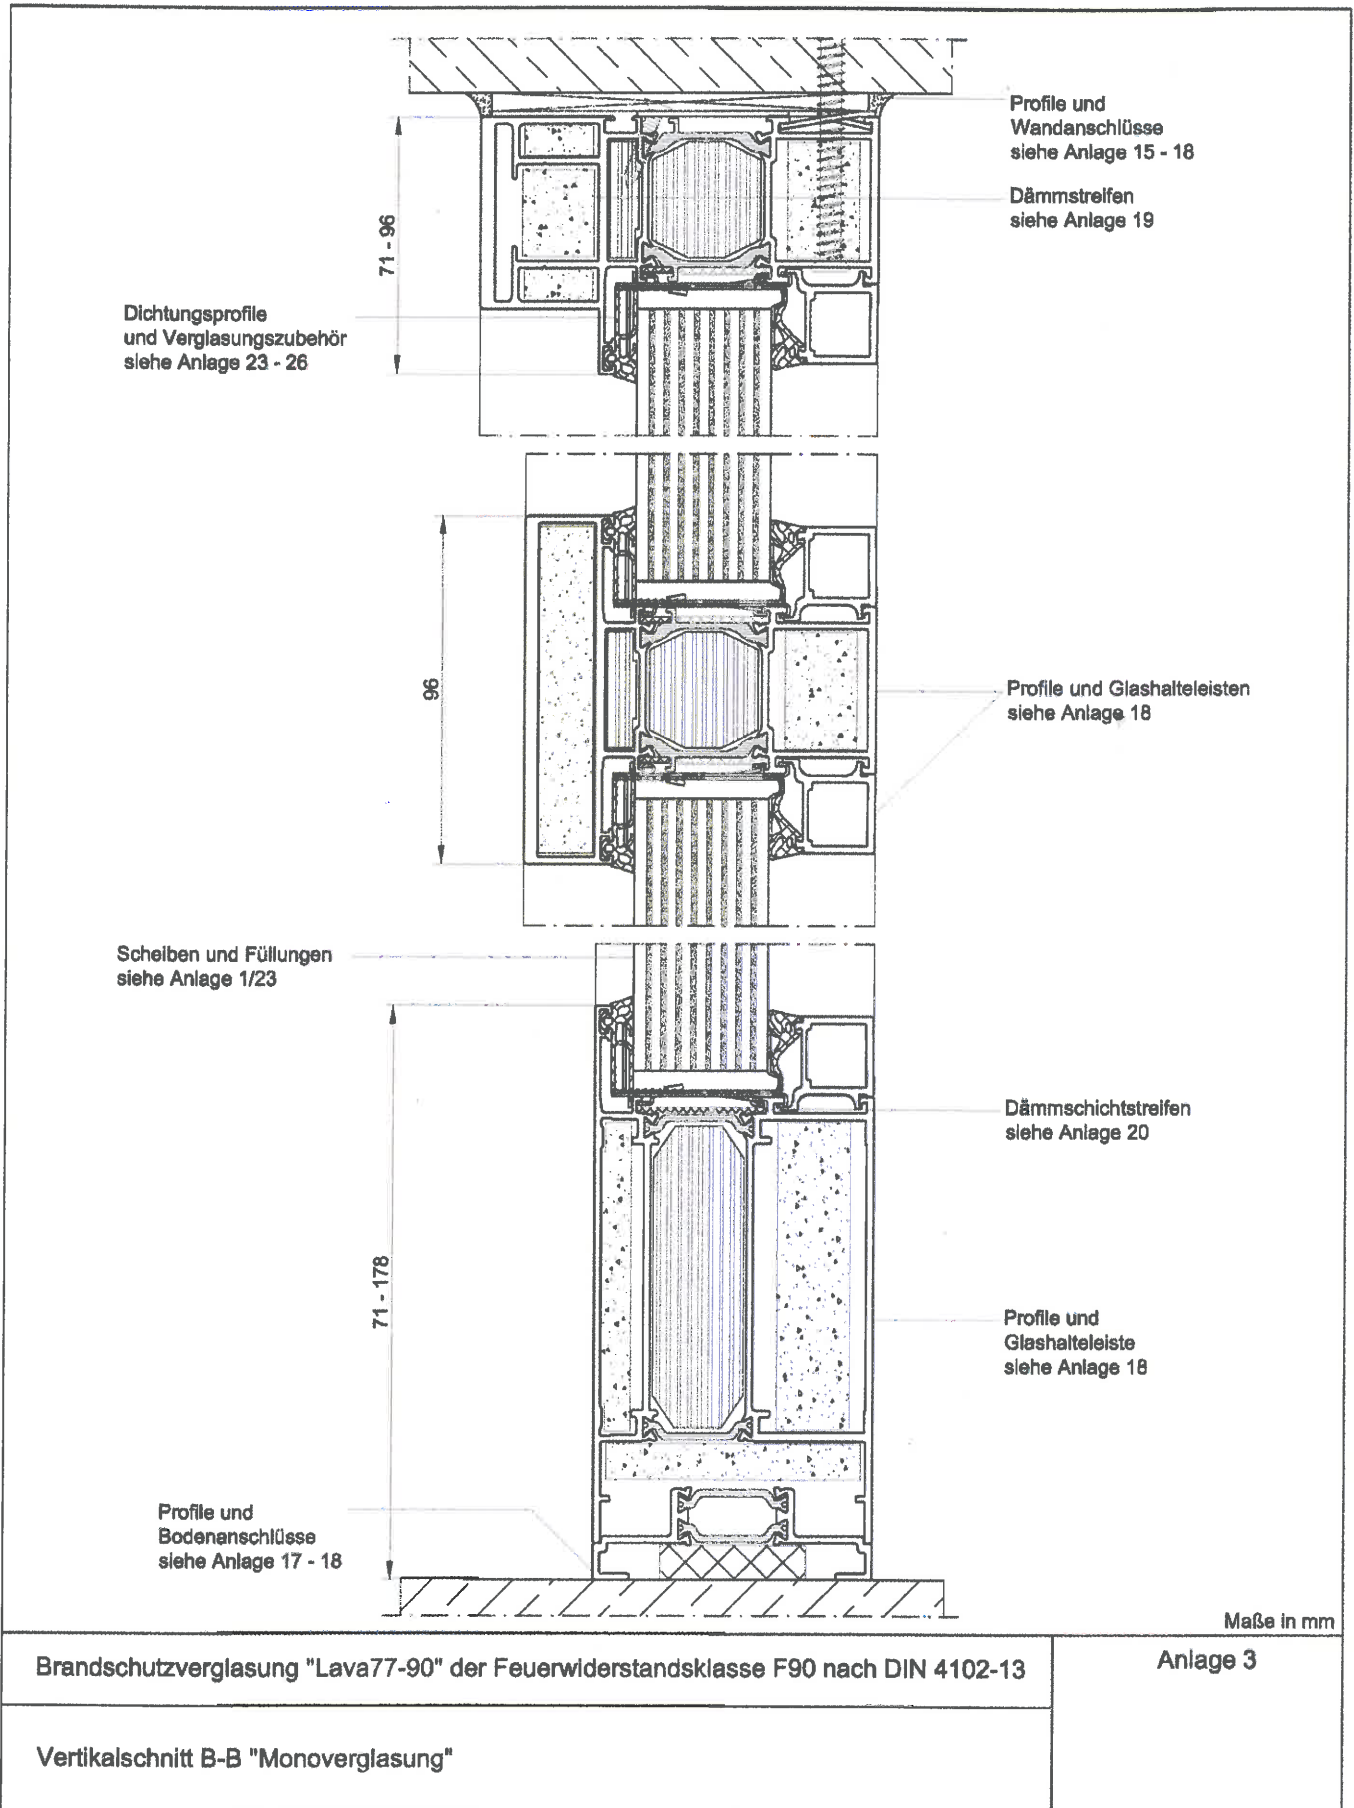 Profile und
Wandanschlüsse
siehe Anlage 15 - 18
Dämmstreifen
siehe Anlage 19
71 - 96
Dichtungsprofile
und Verglasungszubehör
siehe Anlage 23 - 26
96
Profile und Glashalteleisten
siehe Anlage 18
Scheiben und Füllungen
siehe Anlage 1/23
Dämmschichtstreifen
siehe Anlage 20
71 - 178
Profile und
Glashalteleiste
siehe Anlage 18
Profile und
Bodenanschlüsse
siehe Anlage 17 - 18
Maße in mm
Brandschutzverglasung "Lava77-90" der Feuerwiderstandsklasse F90 nach DIN 4102-13
Anlage 3
Vertikalschnitt B-B "Monoverglasung"